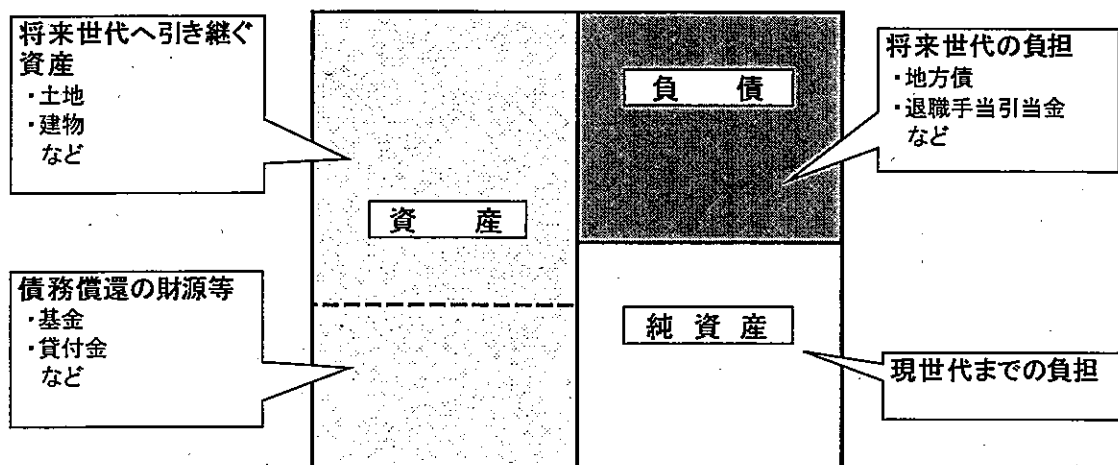 将来世代へ引き継ぐ
資産
・土地
・建物
など
債務償還の財源等
・基金
・貸付金
など
資　産
負　債
純 資 産
将来世代の負担
・地方債
・退職手当引当金
など
現世代までの負担